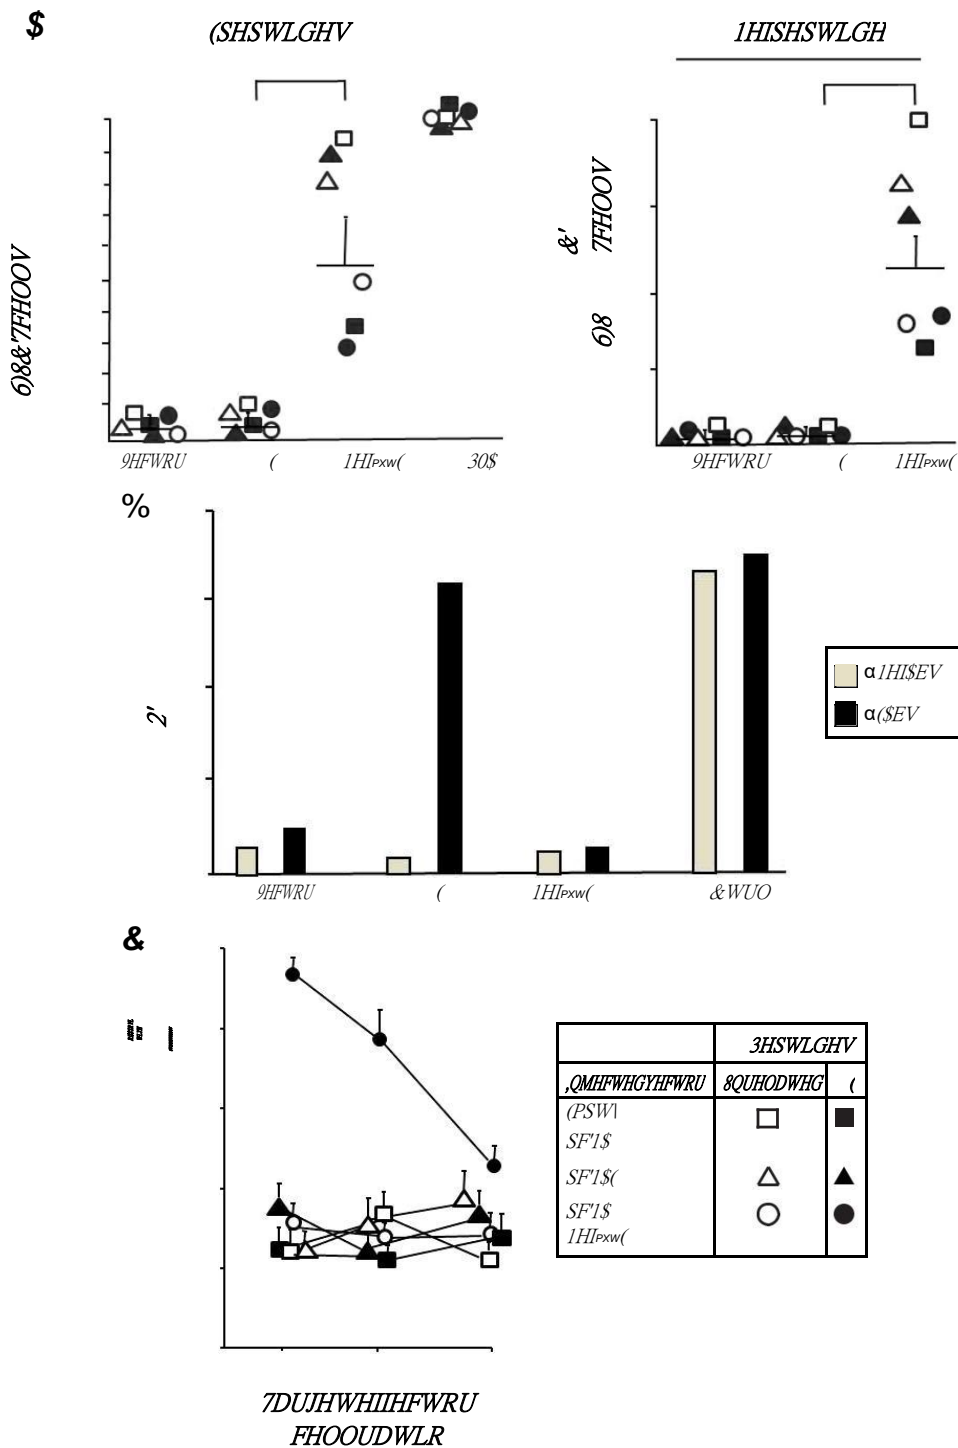 $
(SHSWLGHV
1HISHSWLGH
6)8&'7FHOOV
6)8
&'
7FHOOV
9HFWRU ( 1HIPXW( 30$
9HFWRU ( 1HIPXW(
%
2'
α1HI$EV
α($EV
9HFWRU ( 1HIPXW( &WUO
&
3HSWLGHV
,QMHFWHGYHFWRU 8QUHODWHG (
(PSW\
SF'1$
SF'1$(
SF'1$
1HIPXW(
7DUJHWHIIHFWRU
FHOOUDWLR